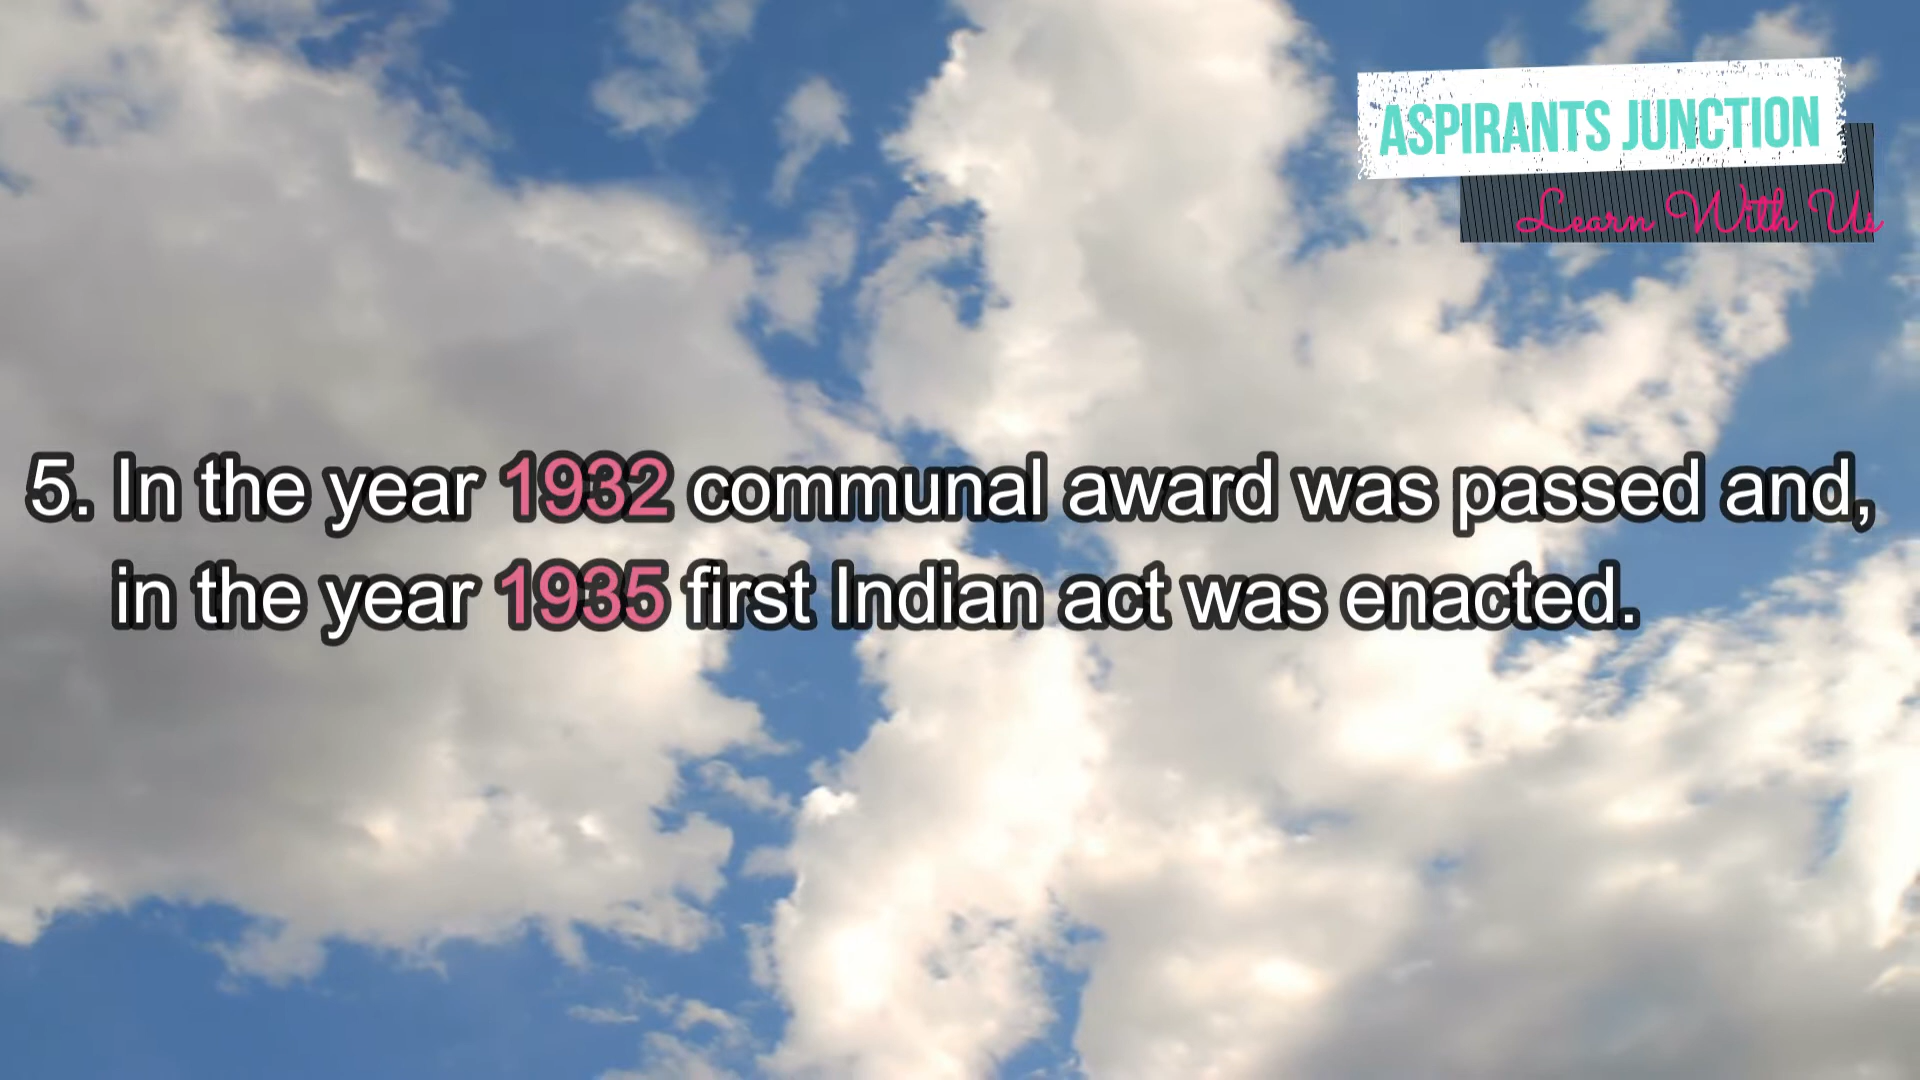 ASPIRANTS JUNCTION
Learn With Us
5. In the year 1932 communal award was passed and,
in the year 1935 first Indian act was enacted.